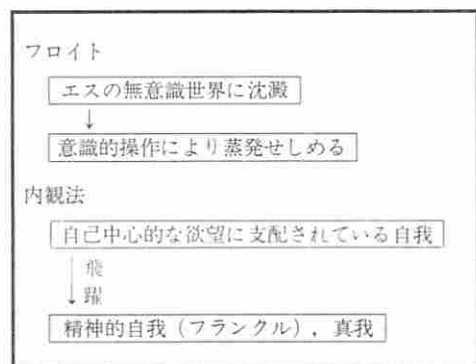 フロイト
エスの無意識世界に沈澱
↓
意識的操作により蒸発せしめる
内観法
自己中心的な欲望に支配されている自我
↓飛躍
精神的自我（フランクル），真我